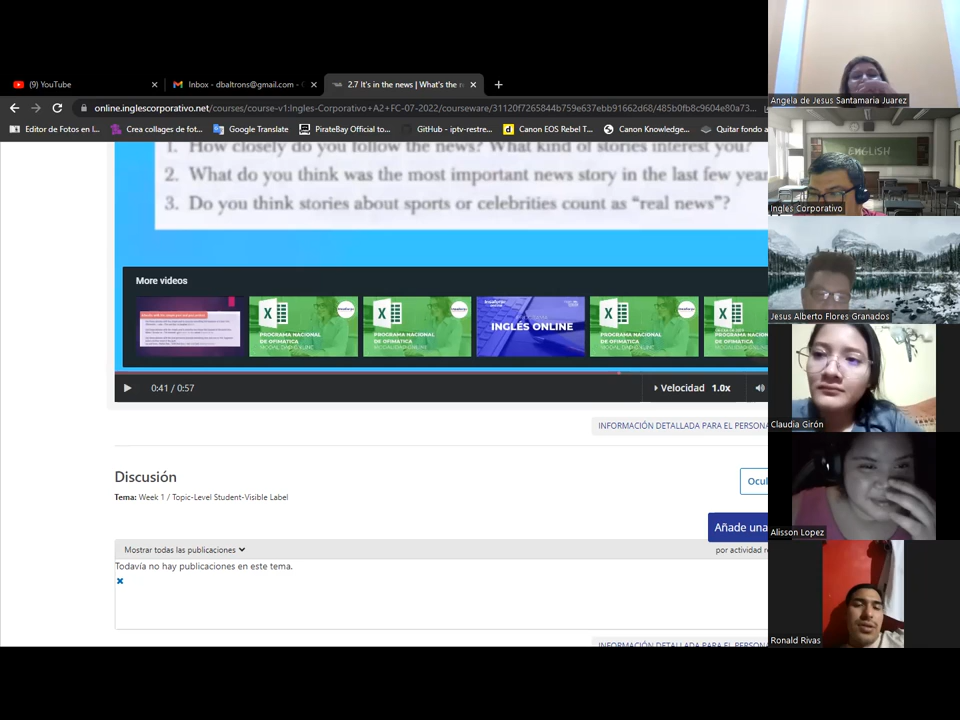 (9) YouTube
Inbox - dbaltrons@gmail.com -
2.7 It's in the news | What's the
online.inglescorporativo.net/courses/course-v1:Ingles-Corporativo+A2+FC-07-2022/courseware/31120f7265844b759e637ebb91662d68/485b0fb8c9604e80a73...
Editor de Fotos en l...
Crea collages de fot...
Google Translate
PirateBay Official to...
GitHub - iptv-restre...
Canon EOS Rebel T...
Canon Knowledge...
Quitar fondo a
1. How closely do you follow the news? What kind of stories interest you?
2. What do you think was the most important news story in the last few year
3. Do you think stories about sports or celebrities count as “real news”?
More videos
PROGRAMA NACIONAL
DE OFIMÁTICA
PROGRAMA NACIONAL
DE OFIMÁTICA
INGLÉS ONLINE
PROGRAMA NACIONAL
DE OFIMÁTICA
PROGRAMA NACI
DE OFIMÁTICA
0:41 / 0:57
Velocidad 1.0x
INFORMACIÓN DETALLADA PARA EL PERSONA
Discusión
Ocul
Tema: Week 1 / Topic-Level Student-Visible Label
Añade una
Mostrar todas las publicaciones
por actividad re
Todavía no hay publicaciones en este tema.
INFORMACIÓN DETALLADA PARA EL PERSONA
Angela de Jesus Santamaria Juarez
ENGLISH
Ingles Corporativo
Jesus Alberto Flores Granados
Claudia Girón
Alisson Lopez
Ronald Rivas